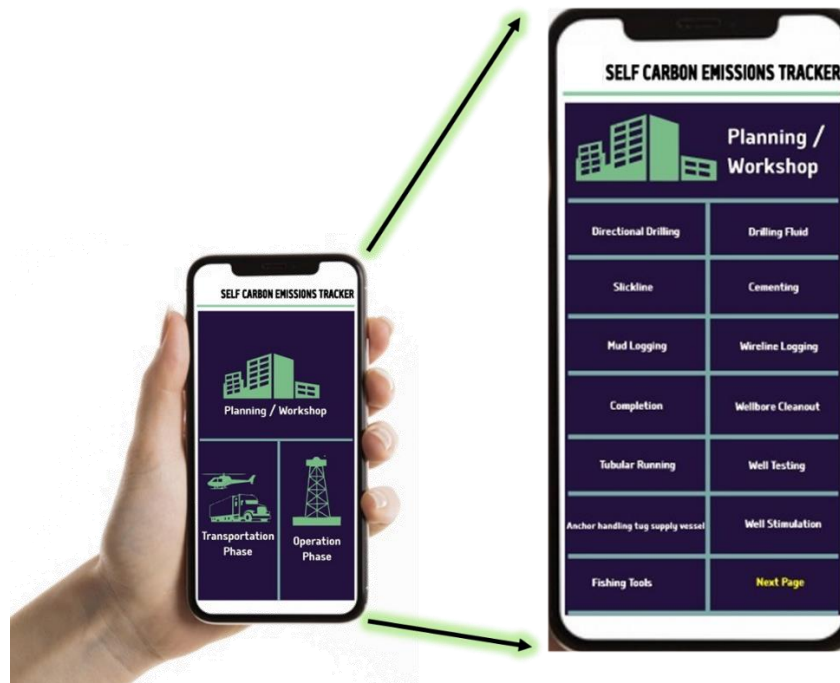 SELF CARBON EMISSIONS TRACKER
Planning / Workshop
Transportation
Phase
Operation
Phase
SELF CARBON EMISSIONS TRACKER
Planning /
Workshop
Directional Drilling
Drilling Fluid
Slickline
Cementing
Mud Logging
Wireline Logging
Completion
Wellbore Cleanout
Tubular Running
Well Testing
Anchor handling tug supply vessel
Well Stimulation
Fishing Tools
Next Page